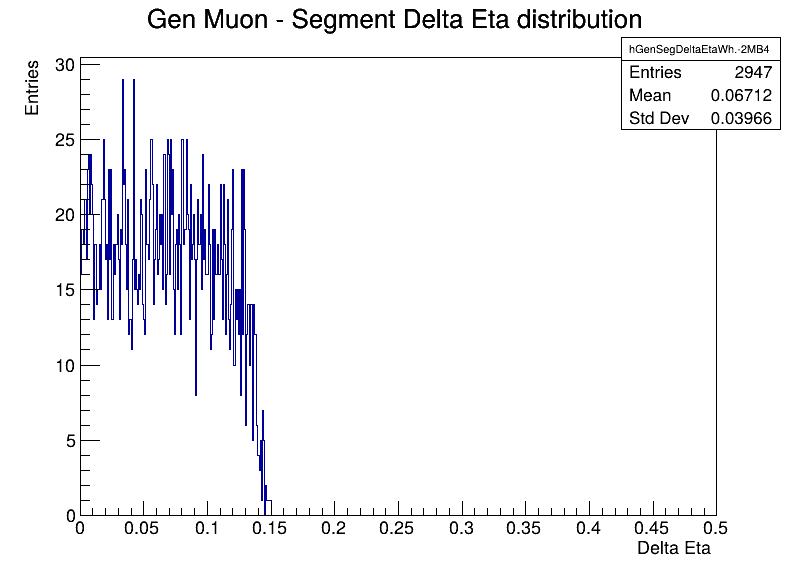 Gen Muon - Segment Delta Eta distribution
hGenSegDeltaEtaWh.-2MB4
Entries 2947
Mean 0.06712
Std Dev 0.03966
Entries
30
25
20
15
10
5
0
0 0.05 0.1 0.15 0.2 0.25 0.3 0.35 0.4 0.45 0.5
Delta Eta